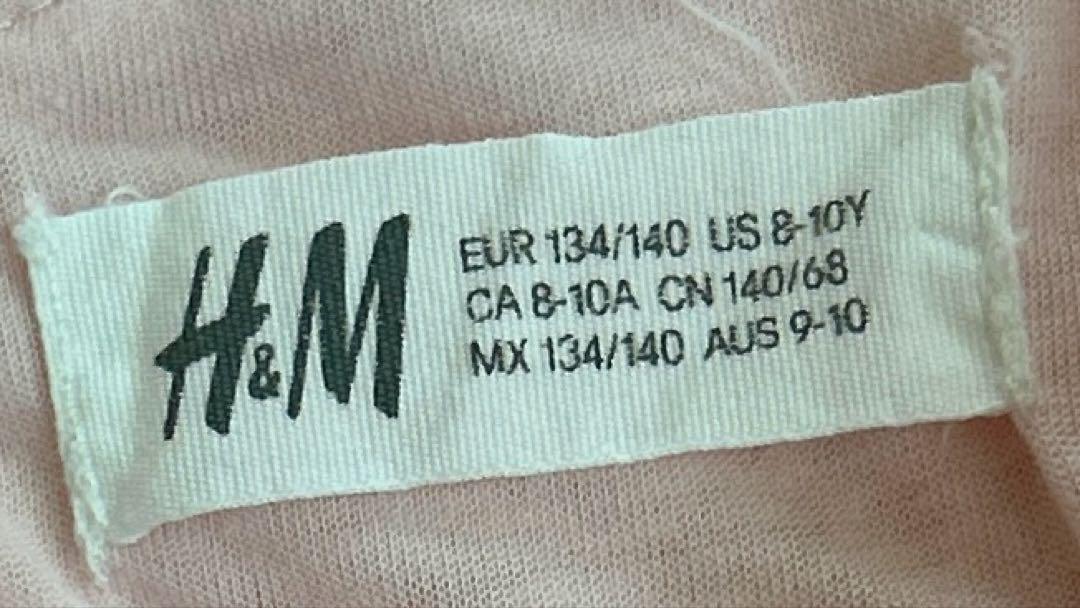 H&M
EUR 134/140 US 8-10Y
CA 8-10A CN 140/68
MX 134/140 AUS 9-10